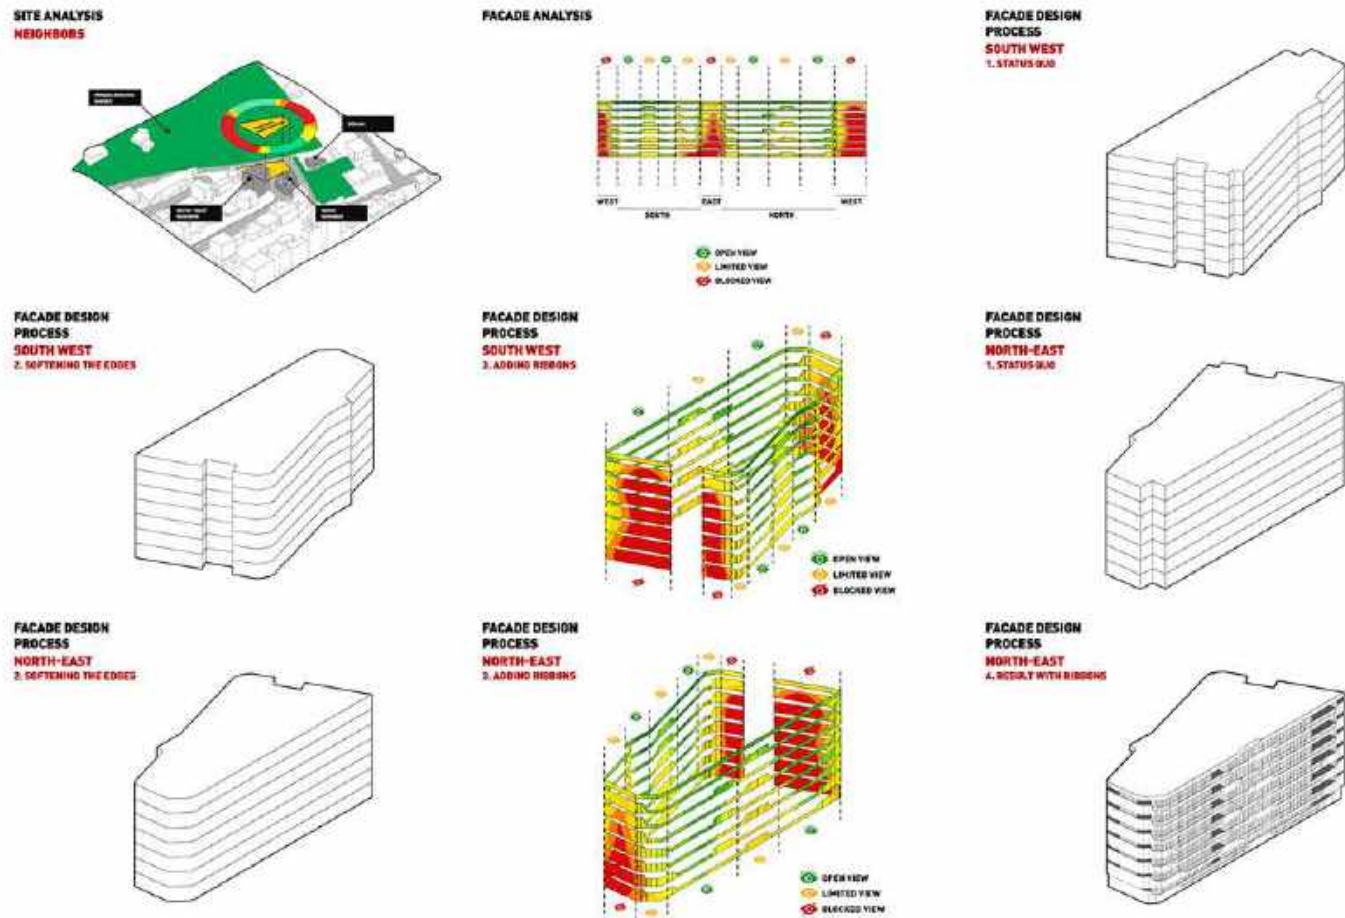 SITE ANALYSIS
NEIGHBORS
FACADE ANALYSIS
WEST
SOUTH
EAST
NORTH
WEST
OPEN VIEW
LIMITED VIEW
BLOCKED VIEW
FACADE DESIGN
PROCESS
SOUTH WEST
1. STATUS QUO
FACADE DESIGN
PROCESS
SOUTH WEST
2. SOFTENING THE EDGES
FACADE DESIGN
PROCESS
SOUTH WEST
3. ADDING RIBBONS
OPEN VIEW
LIMITED VIEW
BLOCKED VIEW
FACADE DESIGN
PROCESS
NORTH-EAST
1. STATUS QUO
FACADE DESIGN
PROCESS
NORTH-EAST
2. SOFTENING THE EDGES
FACADE DESIGN
PROCESS
NORTH-EAST
3. ADDING RIBBONS
OPEN VIEW
LIMITED VIEW
BLOCKED VIEW
FACADE DESIGN
PROCESS
NORTH-EAST
4. RESULT WITH RIBBONS